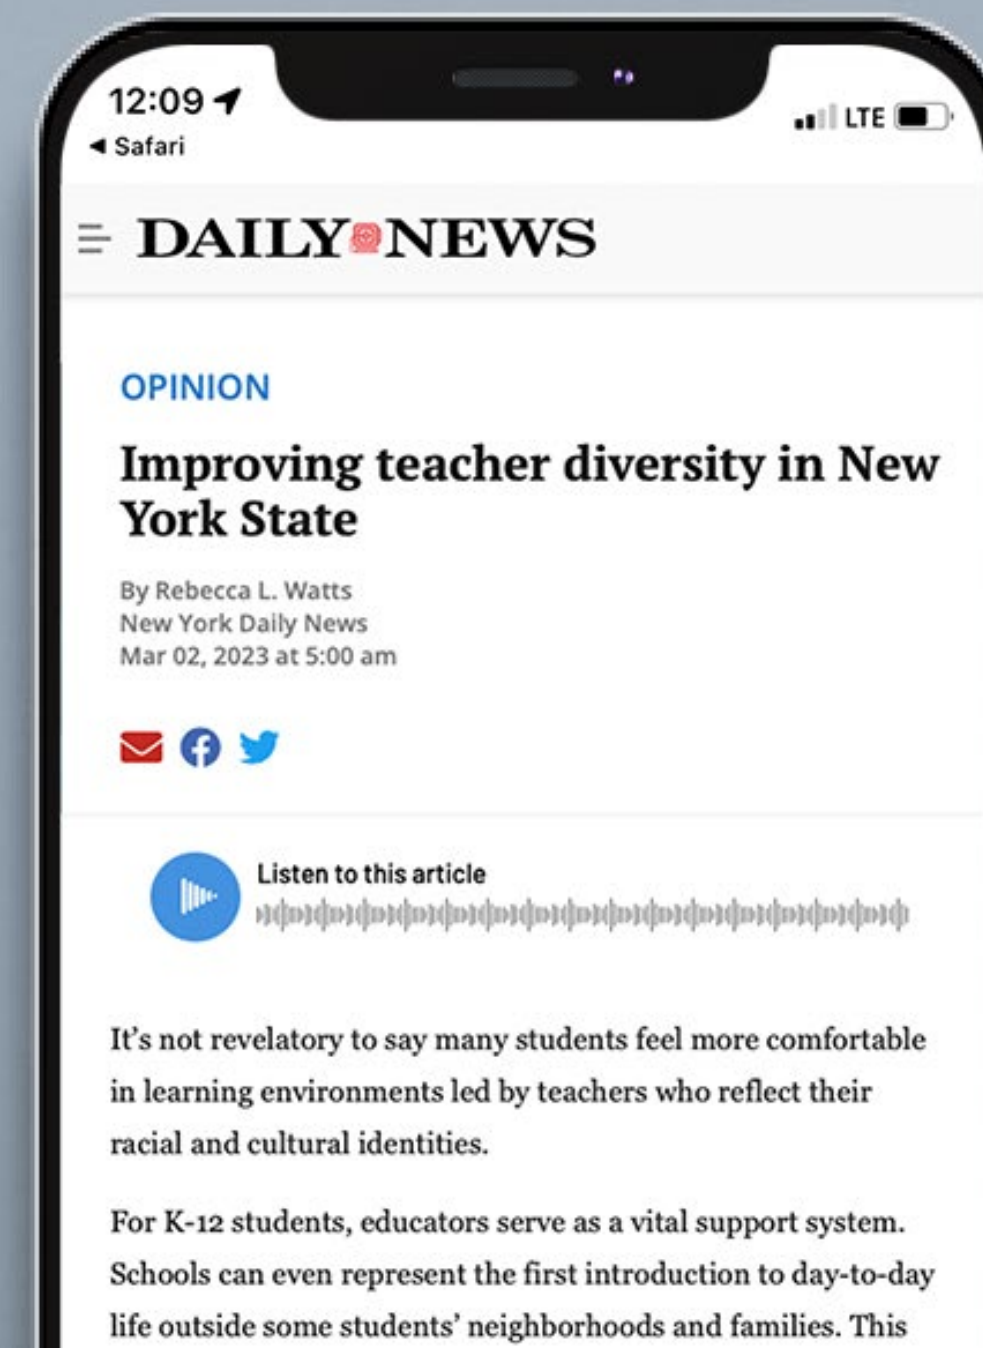 12:09
LTE
Safari
DAILY NEWS
OPINION
Improving teacher diversity in New
York State
By Rebecca L. Watts
New York Daily News
Mar 02, 2023 at 5:00 am
Listen to this article
It’s not revelatory to say many students feel more comfortable
in learning environments led by teachers who reflect their
racial and cultural identities.
For K-12 students, educators serve as a vital support system.
Schools can even represent the first introduction to day-to-day
life outside some students’ neighborhoods and families. This